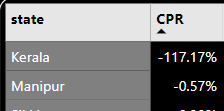 state CPR
Kerala -117.17%
Manipur -0.57%